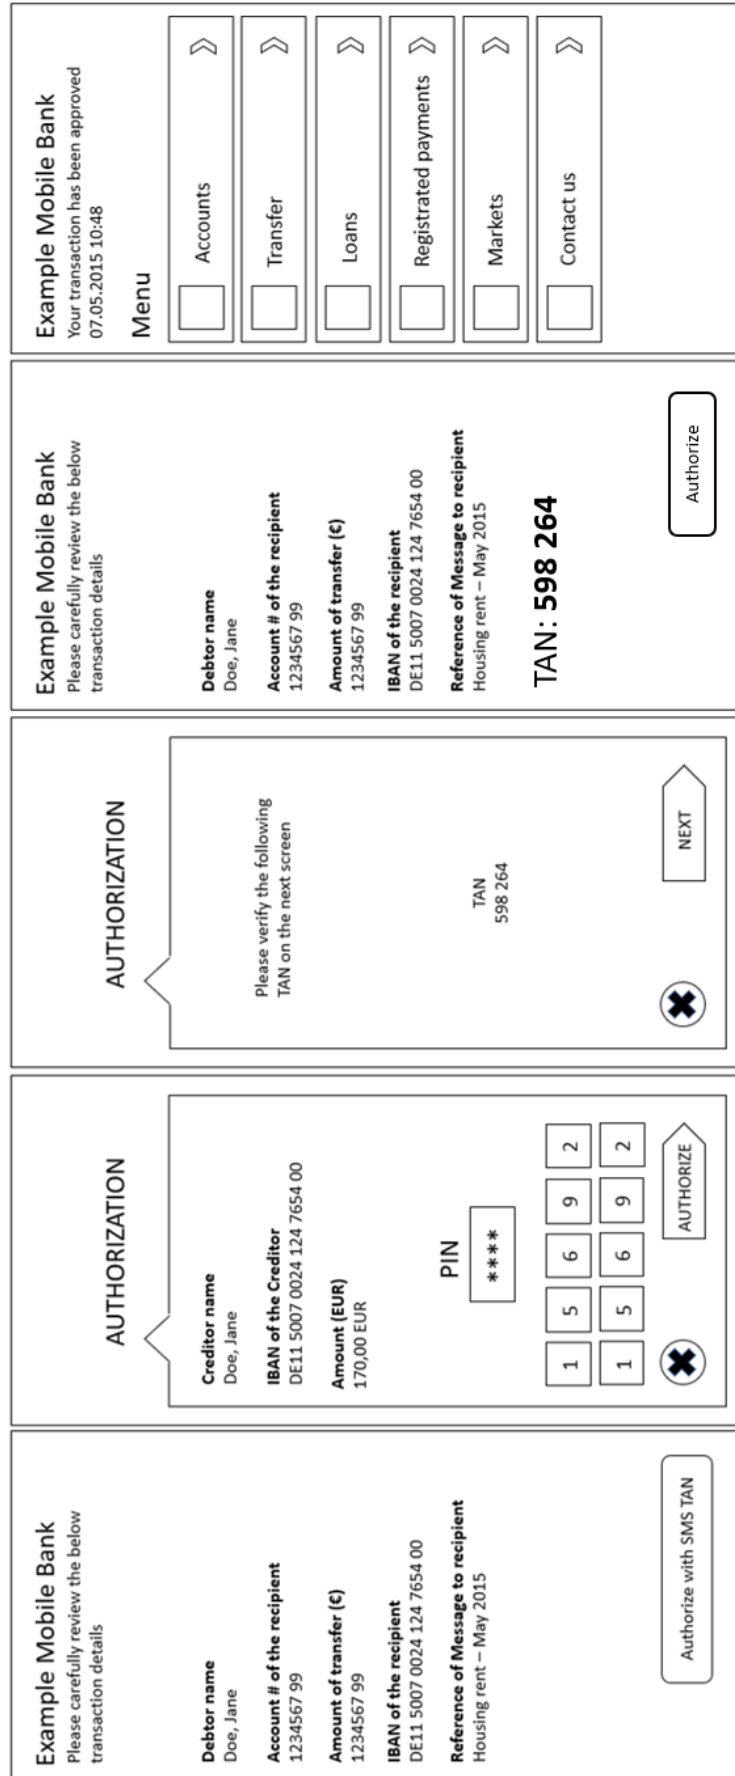 Example Mobile Bank
Please carefully review the below
transaction details
Debtor name
Doe, Jane
Account # of the recipient
1234567 99
Amount of transfer (€)
1234567 99
IBAN of the recipient
DE11 5007 0024 124 7654 00
Reference of Message to recipient
Housing rent – May 2015
Authorize with SMS TAN
AUTHORIZATION
Creditor name
Doe, Jane
IBAN of the Creditor
DE11 5007 0024 124 7654 00
Amount (EUR)
170,00 EUR
PIN
****
1 5 6 9 2
1 5 6 9 2
AUTHORIZE
AUTHORIZATION
Please verify the following
TAN on the next screen
TAN
598 264
NEXT
Example Mobile Bank
Please carefully review the below
transaction details
Debtor name
Doe, Jane
Account # of the recipient
1234567 99
Amount of transfer (€)
1234567 99
IBAN of the recipient
DE11 5007 0024 124 7654 00
Reference of Message to recipient
Housing rent – May 2015
TAN: 598 264
Authorize
Example Mobile Bank
Your transaction has been approved
07.05.2015 10:48
Menu
Accounts
Transfer
Loans
Registrated payments
Markets
Contact us